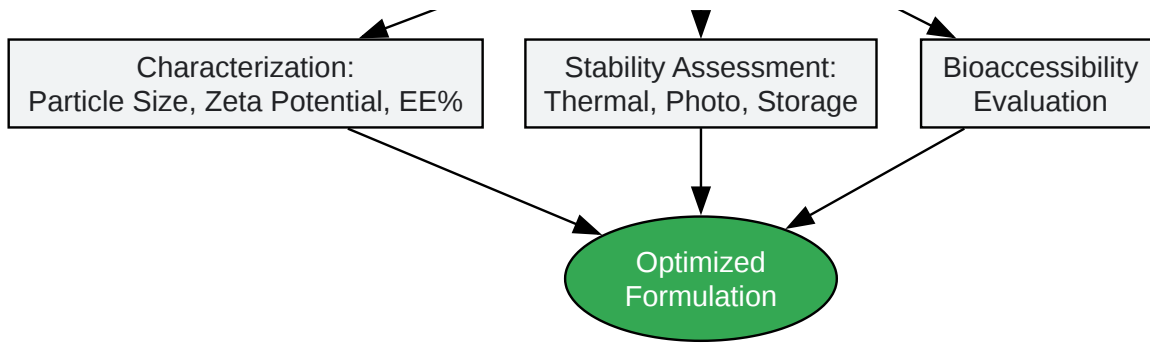 Characterization:
Particle Size, Zeta Potential, EE%
Stability Assessment:
Thermal, Photo, Storage
Bioaccessibility
Evaluation
Optimized
Formulation